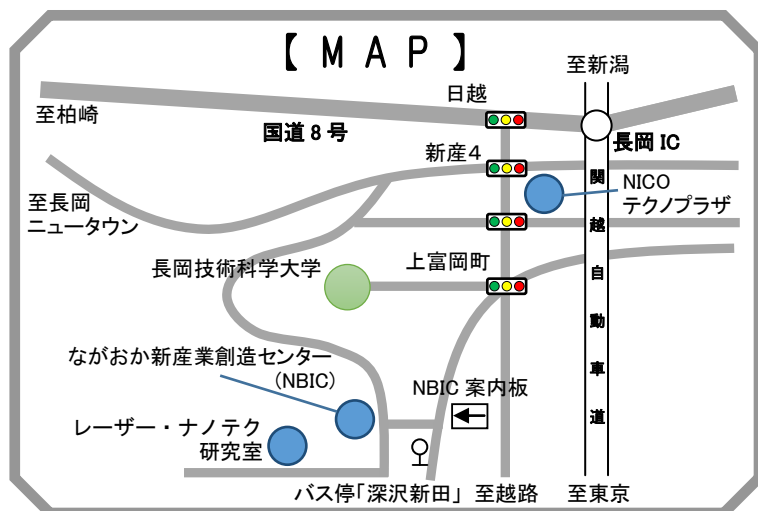 【 M A P 】
至新潟
日越
至柏崎
国道 8 号
長岡 IC
新産４
関越自動車道
NICO
テクノプラザ
至長岡
ニュータウン
長岡技術科学大学
上富岡町
ながおか新産業創造センター
(NBIC)
NBIC 案内板
レーザー・ナノテク
研究室
バス停「深沢新田」
至越路
至東京